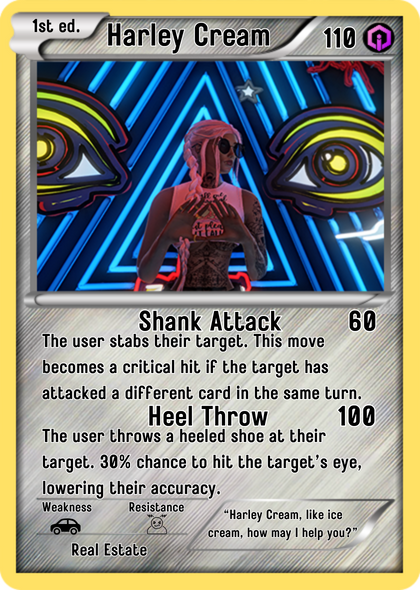 1st ed.
Harley Cream
110
Shank Attack 60
The user stabs their target. This move
becomes a critical hit if the target has
attacked a different card in the same turn.
Heel Throw 100
The user throws a heeled shoe at their
target. 30% chance to hit the target's eye,
lowering their accuracy.
Weakness
Resistance
Real Estate
“Harley Cream, like ice
cream, how may I help you?”